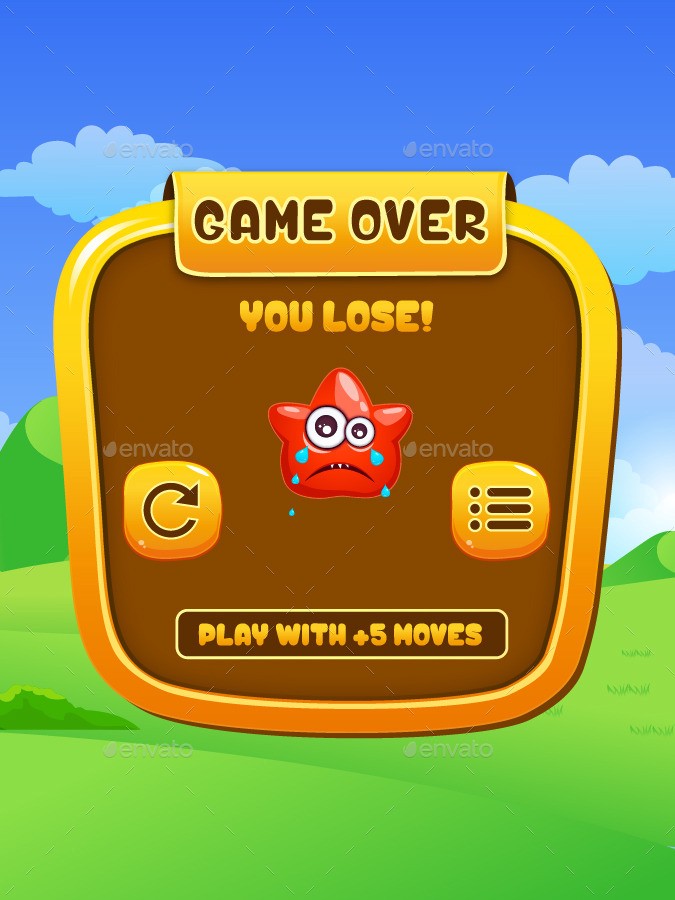 envato envato
GAME OVER
YOU LOSE!
envato envato
PLAY WITH +5 MOVES
envato envato